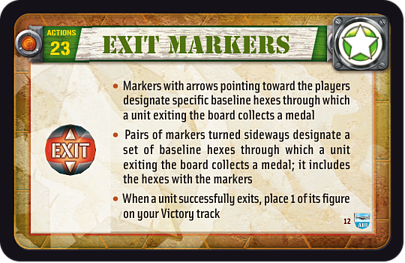 ACTIONS
23
EXIT MARKERS
• Markers with arrows pointing toward the players
designate specific baseline hexes through which
a unit exiting the board collects a medal
EXIT
• Pairs of markers turned sideways designate a
set of baseline hexes through which a unit
exiting the board collects a medal; it includes
the hexes with the markers
• When a unit successfully exits, place 1 of its figure
on your Victory track
12